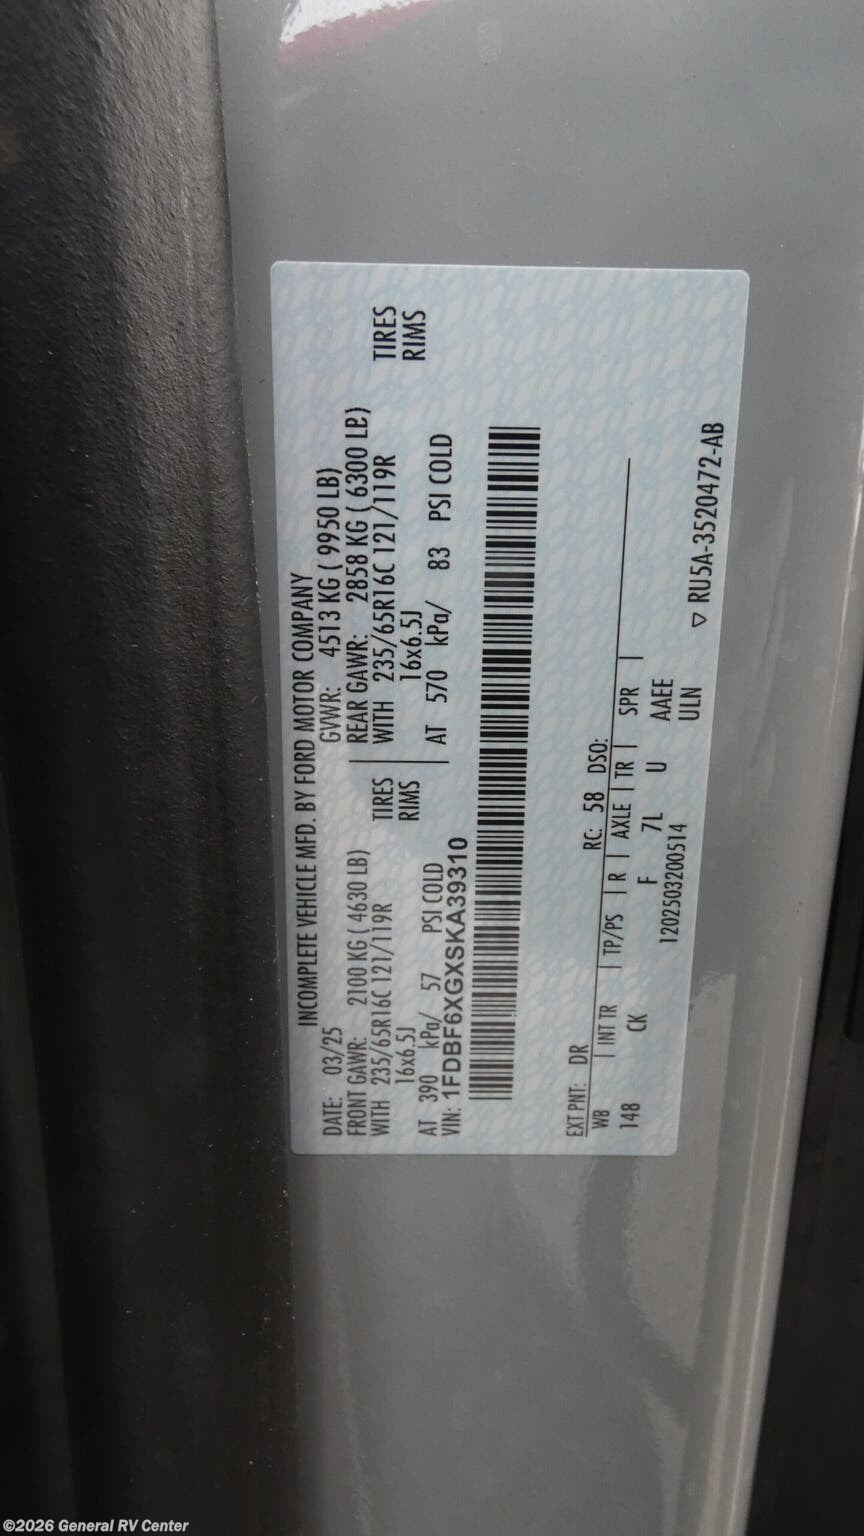 INCOMPLETE VEHICLE MFD. BY FORD MOTOR COMPANY
DATE: 03/25 GVWR: 4513 KG ( 9950 LB)
FRONT GAWR: 2100 KG ( 4630 LB) REAR GAWR: 2858 KG ( 6300 LB)
WITH 235/65R16C 121/119R TIRES WITH 235/65R16C 121/119R TIRES
16x6.5J RIMS 16x6.5J RIMS
AT 390 kPa/ 57 PSI COLD AT 570 kPa/ 83 PSI COLD
VIN: 1FDBF6XGXSKA39310
EXT PNT: DR RC: 58 DSO:
WB INT TR TP/PS R AXLE TR SPR
148 CK F 7L U AAEE
1202503200514 ULN
▽ RU5A-3520472-AB
©2026 General RV Center